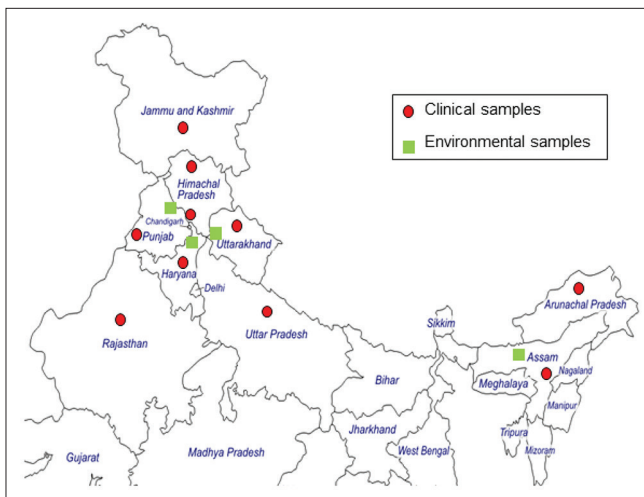 Clinical samples
Environmental samples
Jammu and Kashmir
Himachal
Pradesh
Chandigarh
Punjab
Uttarakhand
Haryana
Delhi
Arunachal Pradesh
Rajasthan
Uttar Pradesh
Sikkim
Assam
Nagaland
Bihar
Meghalaya
Manipur
Jharkhand
Tripura
Gujarat
Madhya Pradesh
West Bengal
Mizoram